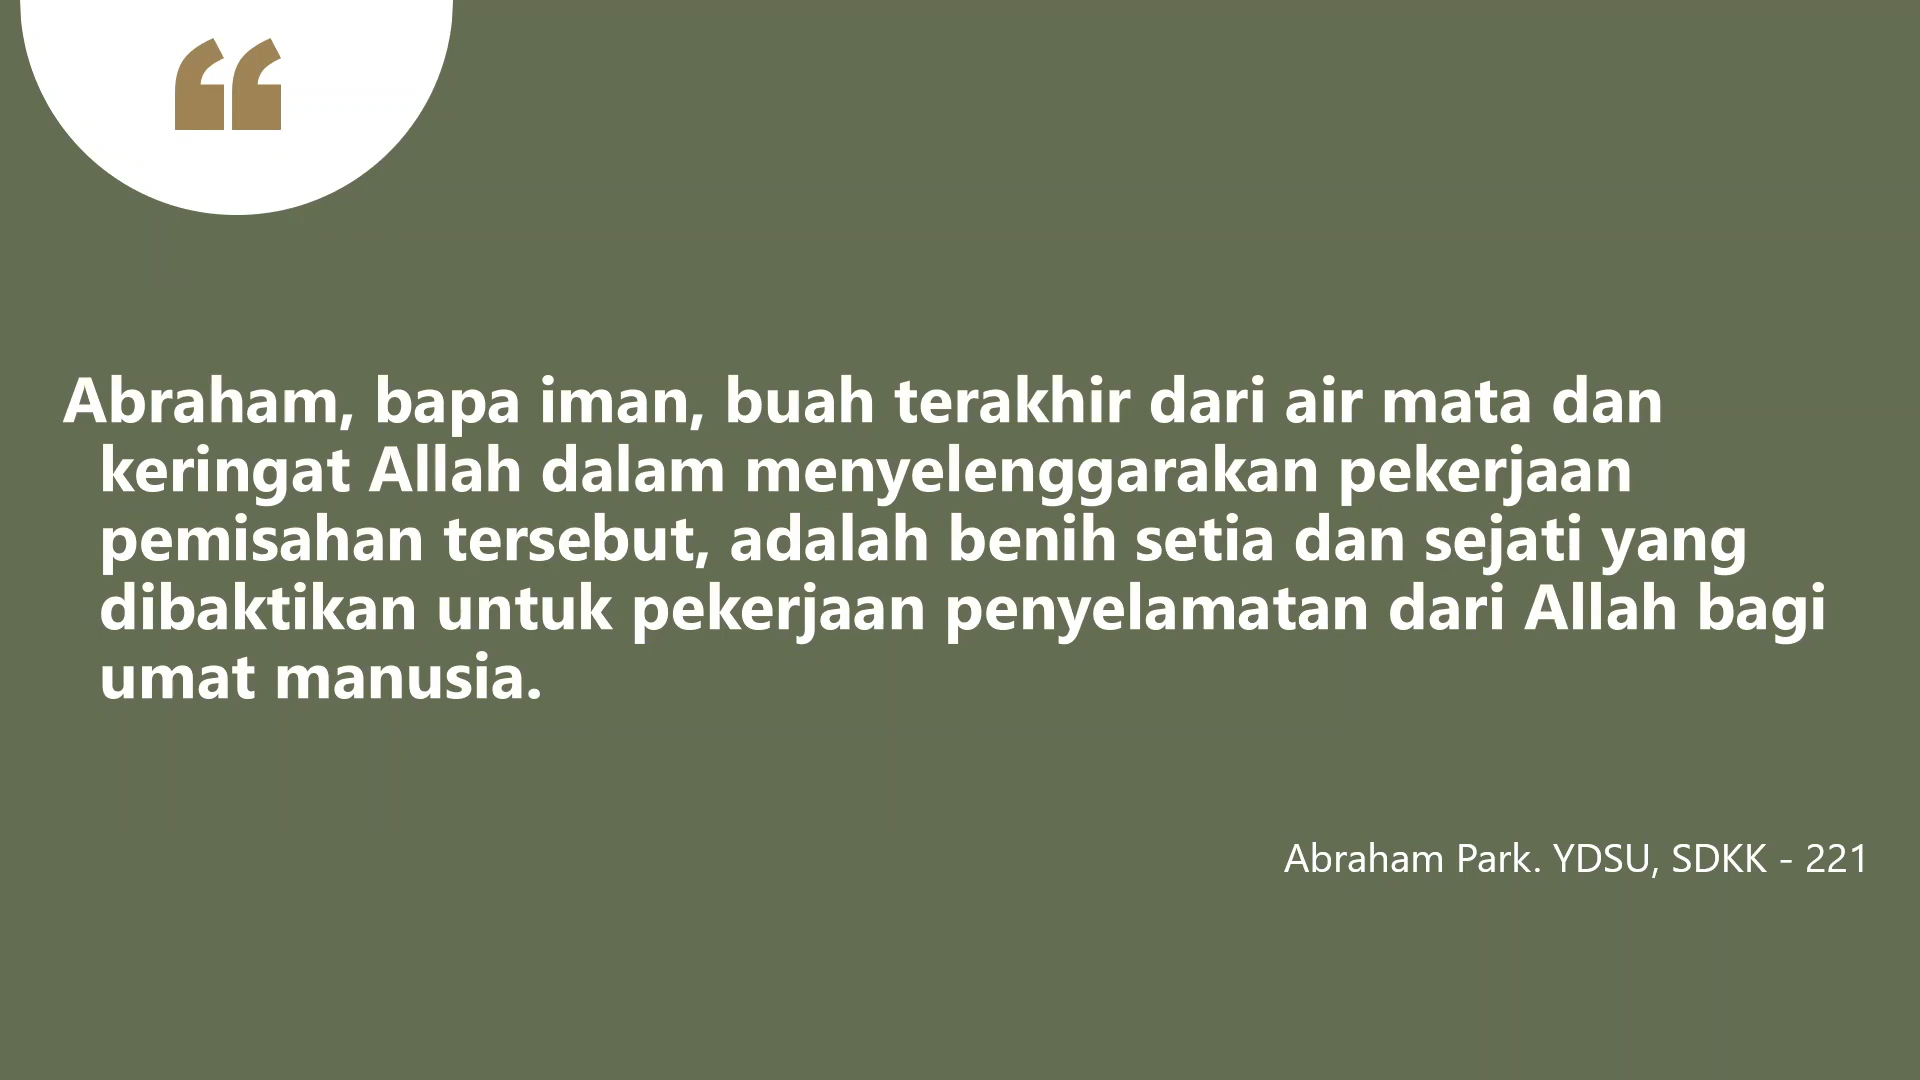 “
Abraham, bapa iman, buah terakhir dari air mata dan
keringat Allah dalam menyelenggarakan pekerjaan
pemisahan tersebut, adalah benih setia dan sejati yang
dibaktikan untuk pekerjaan penyelamatan dari Allah bagi
umat manusia.
Abraham Park. YDSU, SDKK - 221